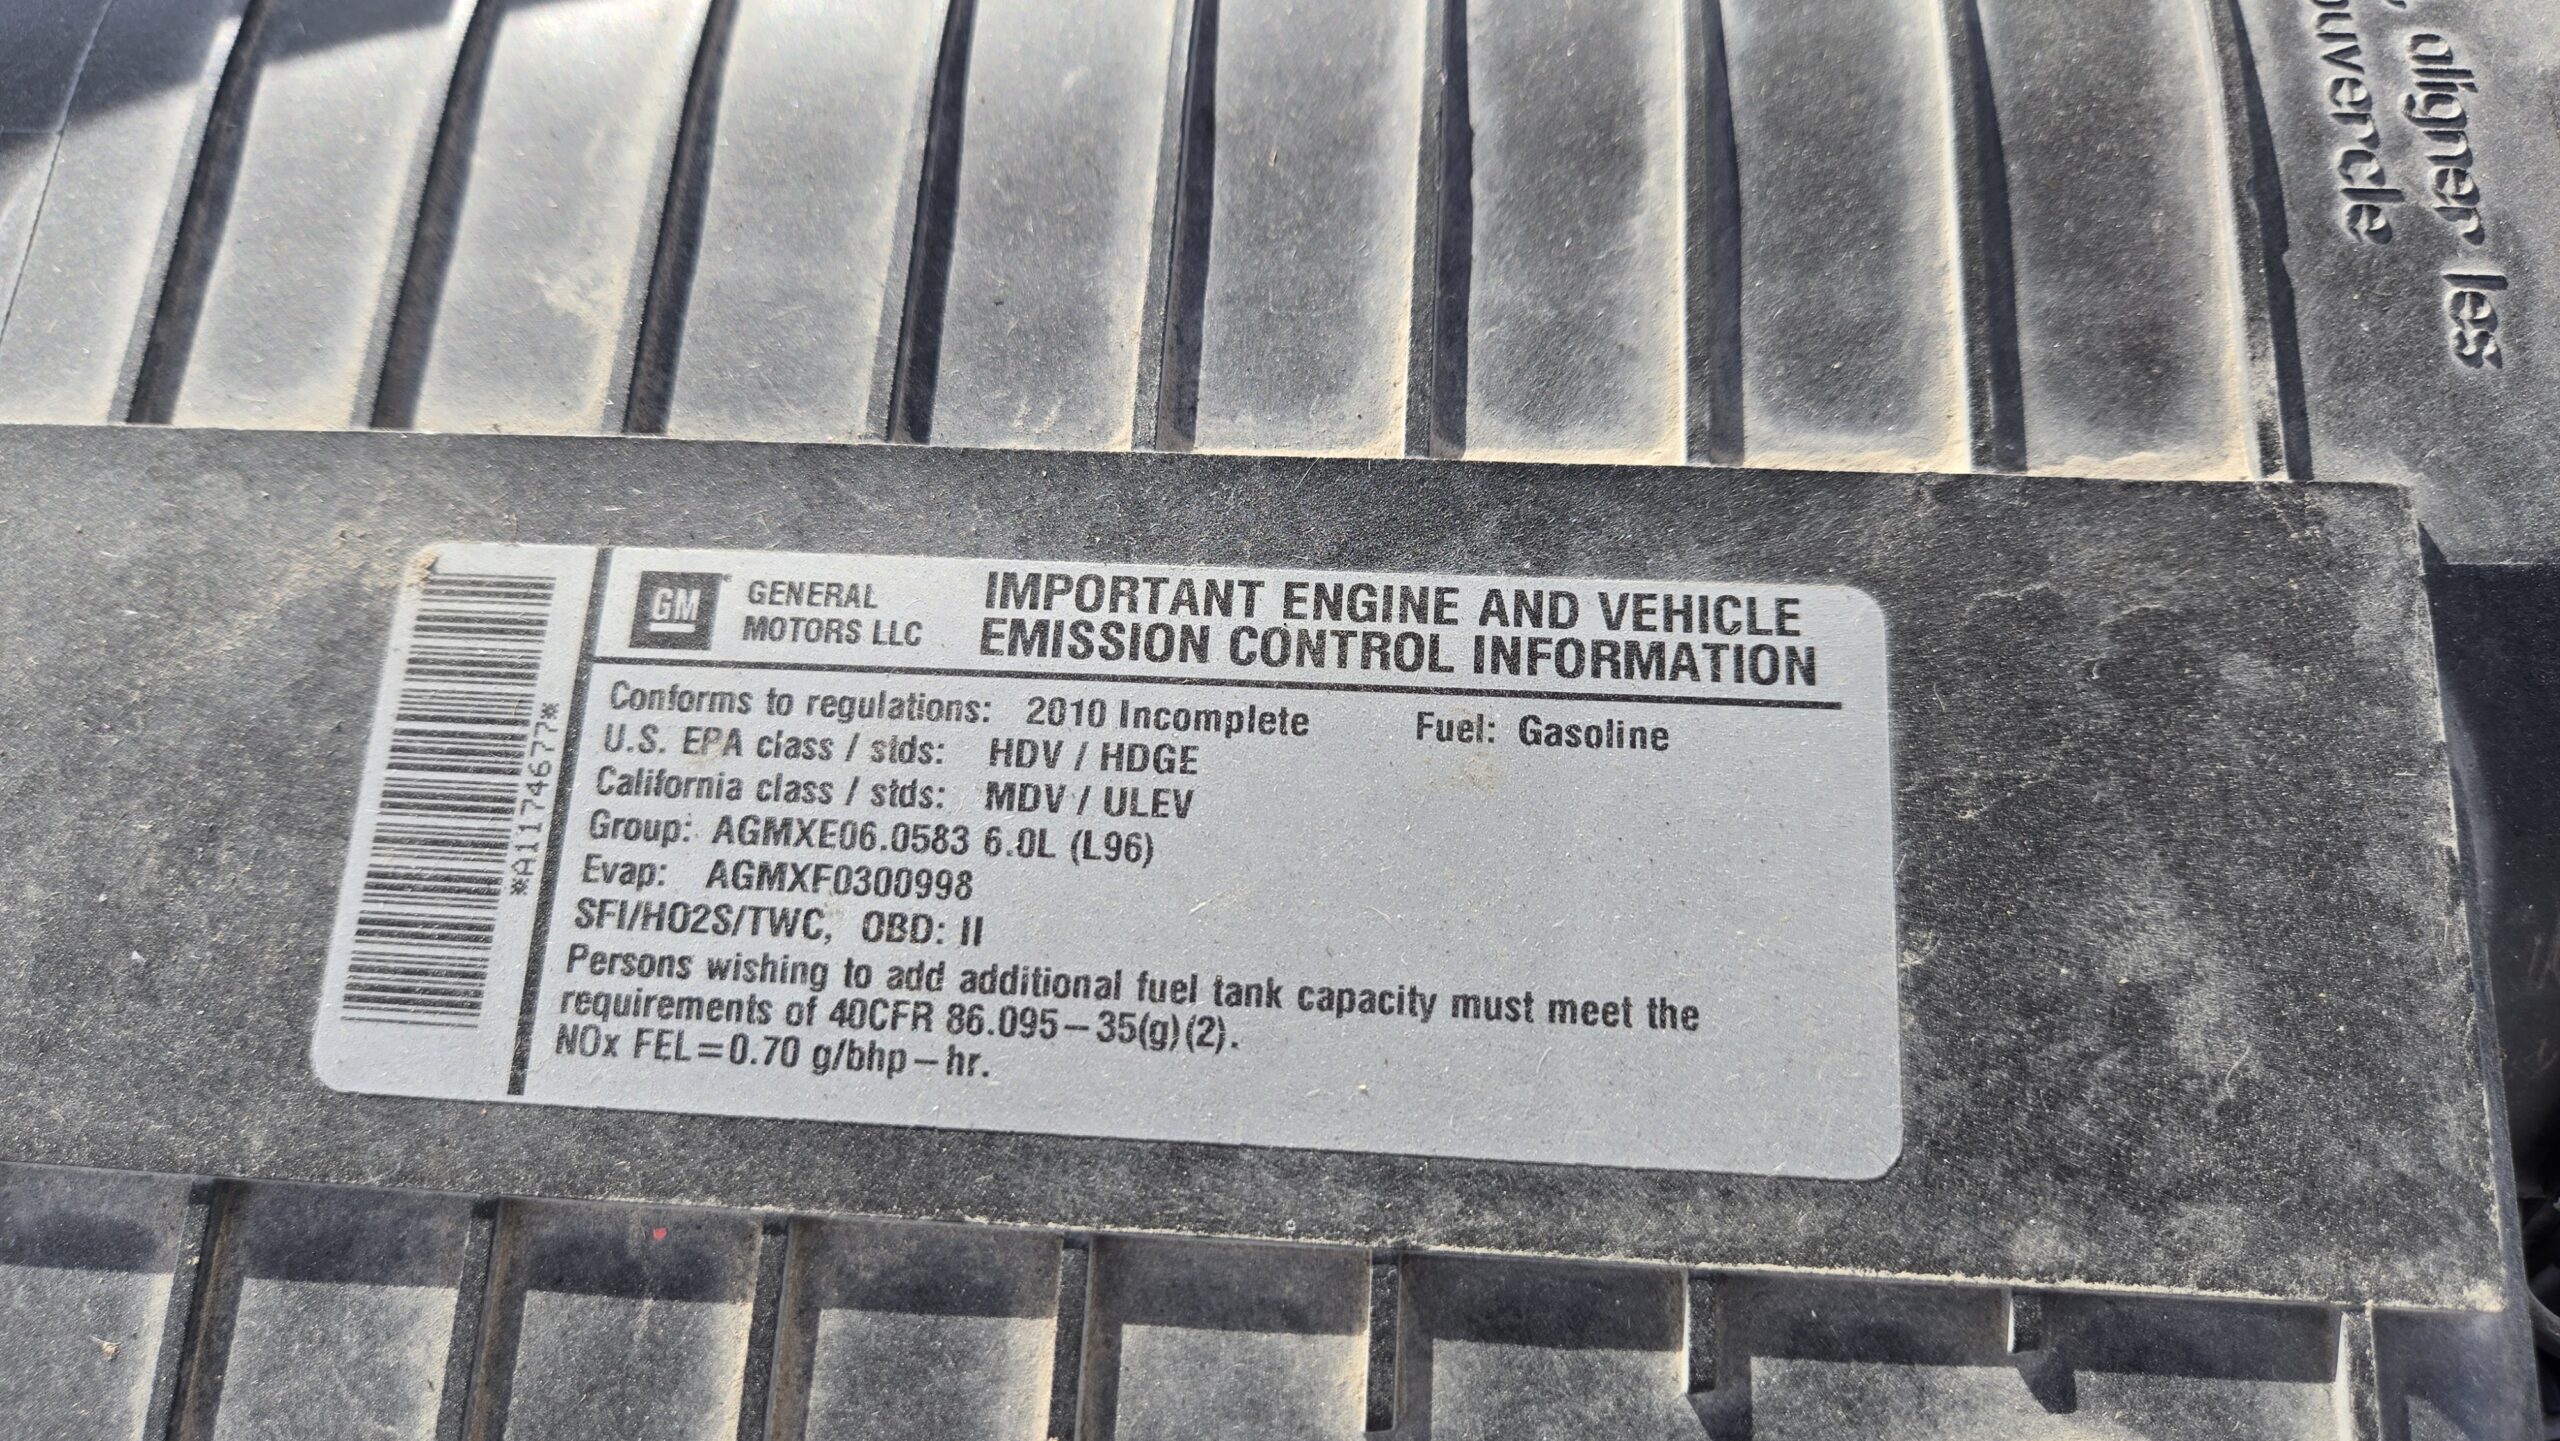 , aligner les
ouvercle
*A1174677*
GM
GENERAL
MOTORS LLC
IMPORTANT ENGINE AND VEHICLE
EMISSION CONTROL INFORMATION
Conforms to regulations: 2010 Incomplete Fuel: Gasoline
U.S. EPA class / stds: HDV / HDGE
California class / stds: MDV / ULEV
Group: AGMXE06.0583 6.0L (L96)
Evap: AGMXF0300998
SFI/HO2S/TWC, OBD: II
Persons wishing to add additional fuel tank capacity must meet the
requirements of 40CFR 86.095-35(g)(2).
NOx FEL=0.70 g/bhp-hr.